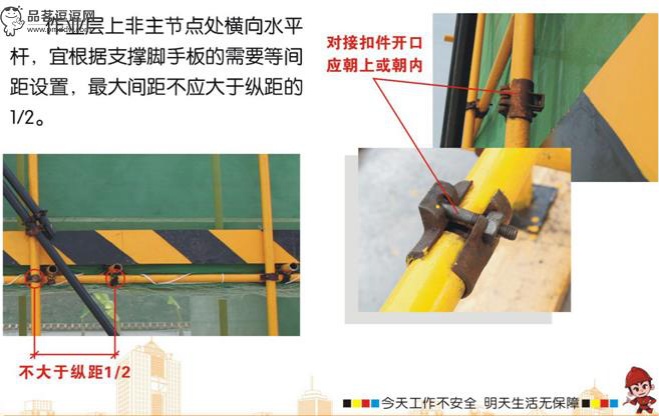 品茗逗逗网
作业层上非主节点处横向水平
杆，宜根据支撑脚手板的需要等间
距设置，最大间距不应大于纵距的
1/2。
对接扣件开口
应朝上或朝内
不大于纵距1/2
今天工作不安全 明天生活无保障